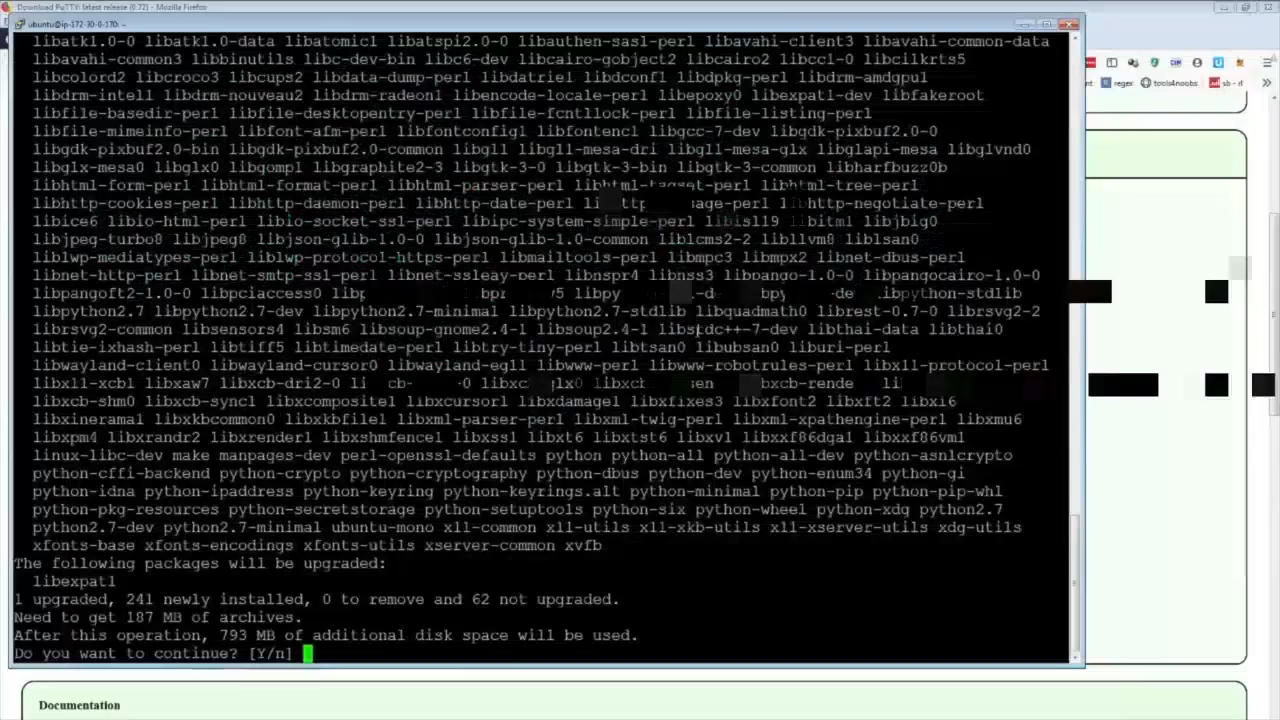 Download PuTTY: latest release (0.72) - Mozilla Firefox
ubuntu@ip-172-30-0-170: ~
libatk1.0-0 libatk1.0-data libatomic1 libatspi2.0-0 libauthen-sasl-perl libavahi-client3 libavahi-common-data
libavahi-common3 libbinutils libc-dev-bin libc6-dev libcairo-gobject2 libcairo2 libcc1-0 libcilkrts5
libcolord2 libcroco3 libcups2 libdata-dump-perl libdatrie1 libdconf1 libdpkg-perl libdrm-amdgpu1
libdrm-intel1 libdrm-nouveau2 libdrm-radeon1 libencode-locale-perl libepoxy0 libexpat1-dev libfakeroot
libfile-basedir-perl libfile-desktopentry-perl libfile-fcntllock-perl libfile-listing-perl
libfile-mimeinfo-perl libfont-afm-perl libfontconfig1 libfontenc1 libgcc-7-dev libgdk-pixbuf2.0-0
libgdk-pixbuf2.0-bin libgdk-pixbuf2.0-common libgl1 libgl1-mesa-dri libgl1-mesa-glx libglapi-mesa libglvnd0
libglx-mesa0 libglx0 libgomp1 libgraphite2-3 libgtk-3-0 libgtk-3-bin libgtk-3-common libharfbuzz0b
libhtml-form-perl libhtml-format-perl libhtml-parser-perl libhtml-tagset-perl libhtml-tree-perl
libhttp-cookies-perl libhttp-daemon-perl libhttp-date-perl age-perl libhttp-negotiate-perl
libice6 libio-html-perl libio-socket-ssl-perl libipc-system-simple-perl libisl19 libitm1 libjbig0
libjpeg-turbo8 libjpeg8 libjson-glib-1.0-0 libjson-glib-1.0-common liblcms2-2 libllvm8 liblsan0
liblwp-mediatypes-perl liblwp-protocol-https-perl libmailtools-perl libmpc3 libmpx2 libnet-dbus-perl
libnet-http-perl libnet-smtp-ssl-perl libnet-ssleay-perl libnspr4 libnss3 libpango-1.0-0 libpangocairo-1.0-0
libpangoft2-1.0-0 libpciaccess0 libpython-stdlib
libpython2.7 libpython2.7-dev libpython2.7-minimal libpython2.7-stdlib libquadmath0 librest-0.7-0 librsvg2-2
librsvg2-common libsensors4 libsm6 libsoup-gnome2.4-1 libsoup2.4-1 libstdc++-7-dev libthai-data libthai0
libtie-ixhash-perl libtiff5 libtimedate-perl libtry-tiny-perl libtsan0 libubsan0 liburi-perl
libwayland-client0 libwayland-cursor0 libwayland-egl1 libwww-perl libwww-robotrules-perl libx11-protocol-perl
libx11-xcb1 libxaw7 libxcb-dri2-0
libxcb-shm0 libxcb-sync1 libxcomposite1 libxcursor1 libxdamage1 libxfixes3 libxfont2 libxft2 libxi6
libxinerama1 libxkbcommon0 libxkbfile1 libxml-parser-perl libxml-twig-perl libxml-xpathengine-perl libxmu6
libxpm4 libxrandr2 libxrender1 libxshmfence1 libxss1 libxt6 libxtst6 libxv1 libxxf86dga1 libxxf86vm1
linux-libc-dev make manpages-dev perl-openssl-defaults python python-all python-all-dev python-asn1crypto
python-cffi-backend python-crypto python-cryptography python-dbus python-dev python-enum34 python-gi
python-idna python-ipaddress python-keyring python-keyrings.alt python-minimal python-pip python-pip-whl
python-pkg-resources python-secretstorage python-setuptools python-six python-wheel python-xdg python2.7
python2.7-dev python2.7-minimal ubuntu-mono x11-common x11-utils x11-xkb-utils x11-xserver-utils xdg-utils
xfonts-base xfonts-encodings xfonts-utils xserver-common xvfb
The following packages will be upgraded:
libexpat1
1 upgraded, 241 newly installed, 0 to remove and 62 not upgraded.
Need to get 187 MB of archives.
After this operation, 793 MB of additional disk space will be used.
Do you want to continue? [Y/n]
regex tools4noobs
Documentation